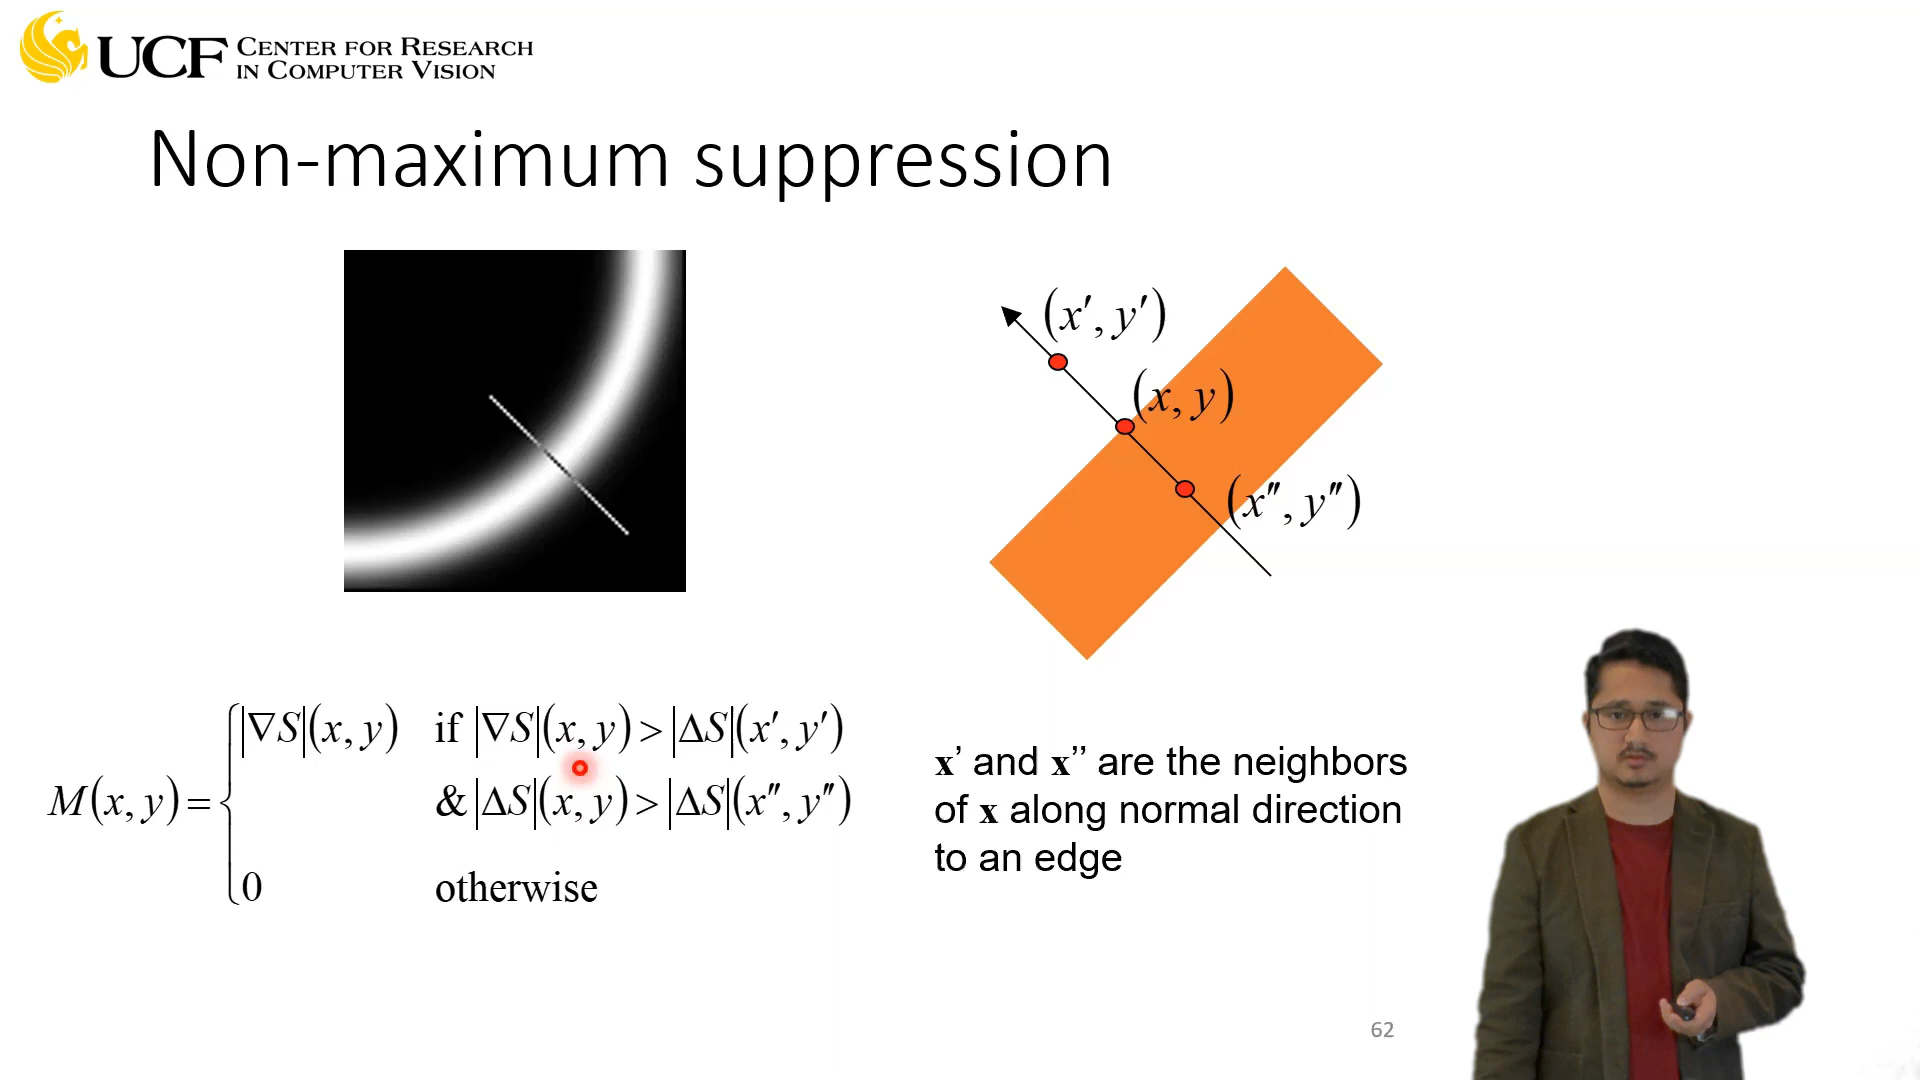 UCF CENTER FOR RESEARCH
IN COMPUTER VISION
Non-maximum suppression
(x′, y′)
(x, y)
(x″, y″)
M(x, y) = { |∇S|(x, y) if |∇S|(x, y) > |ΔS|(x′, y′)
& |ΔS|(x, y) > |ΔS|(x″, y″)
0 otherwise
x’ and x’’ are the neighbors
of x along normal direction
to an edge
62